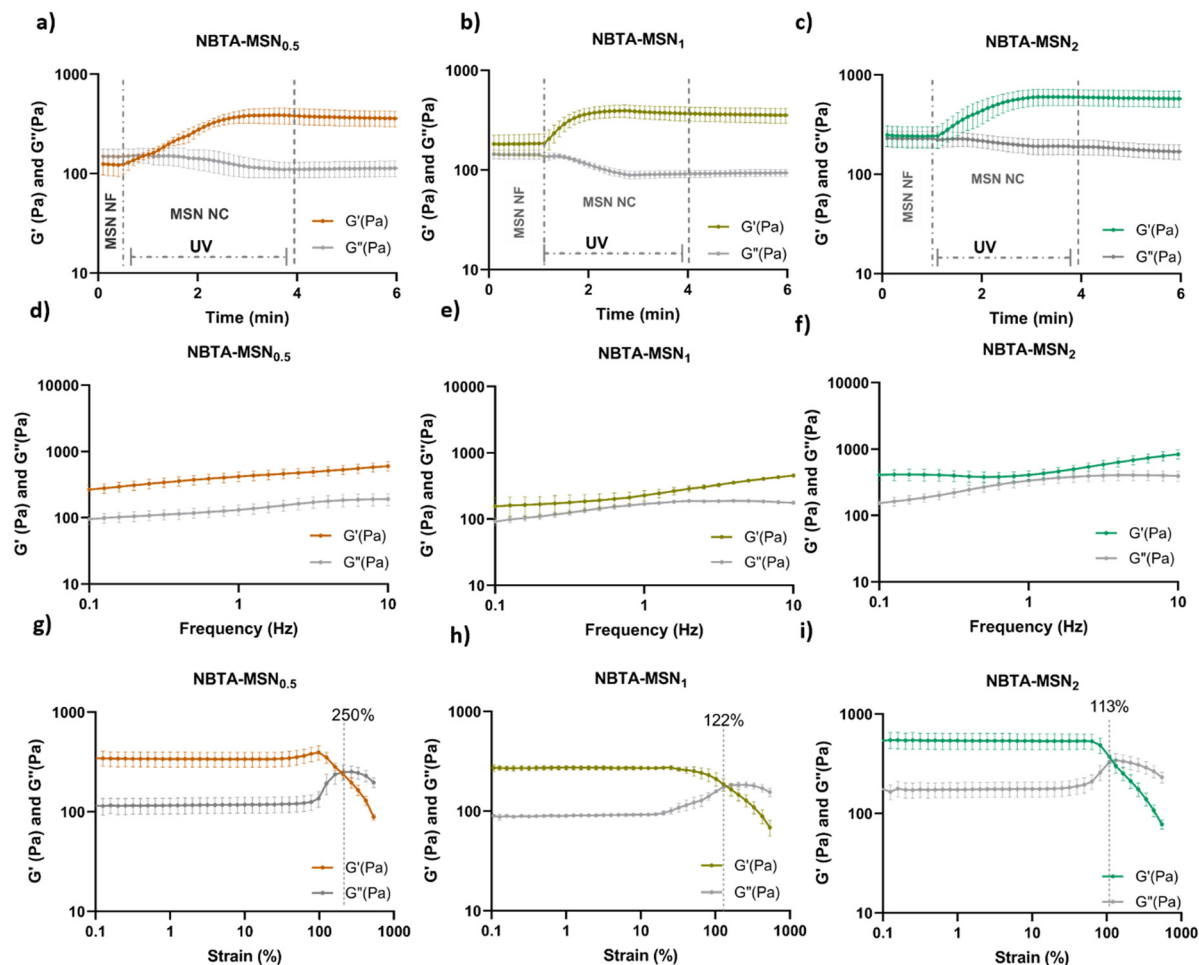 a)
NBTA-MSN0.5
G' (Pa) and G''(Pa)
1000
100
10
MSN NF
MSN NC
UV
G'(Pa)
G''(Pa)
0 2 4 6
Time (min)
b)
NBTA-MSN1
G' (Pa) and G''(Pa)
1000
100
10
MSN NF
MSN NC
UV
G'(Pa)
G''(Pa)
0 2 4 6
Time (min)
c)
NBTA-MSN2
G' (Pa) and G''(Pa)
1000
100
10
MSN NF
MSN NC
UV
G'(Pa)
G''(Pa)
0 2 4 6
Time (min)
d)
NBTA-MSN0.5
G' (Pa) and G''(Pa)
10000
1000
100
10
G'(Pa)
G''(Pa)
0.1 1 10
Frequency (Hz)
e)
NBTA-MSN1
G' (Pa) and G''(Pa)
10000
1000
100
10
G'(Pa)
G''(Pa)
0.1 1 10
Frequency (Hz)
f)
NBTA-MSN2
G' (Pa) and G''(Pa)
10000
1000
100
10
G'(Pa)
G''(Pa)
0.1 1 10
Frequency (Hz)
g)
NBTA-MSN0.5
G' (Pa) and G''(Pa)
1000
100
10
250%
G'(Pa)
G''(Pa)
0.1 1 10 100 1000
Strain (%)
h)
NBTA-MSN1
G' (Pa) and G''(Pa)
1000
100
10
122%
G'(Pa)
G''(Pa)
0.1 1 10 100 1000
Strain (%)
i)
NBTA-MSN2
G' (Pa) and G''(Pa)
1000
100
10
113%
G'(Pa)
G''(Pa)
0.1 1 10 100 1000
Strain (%)